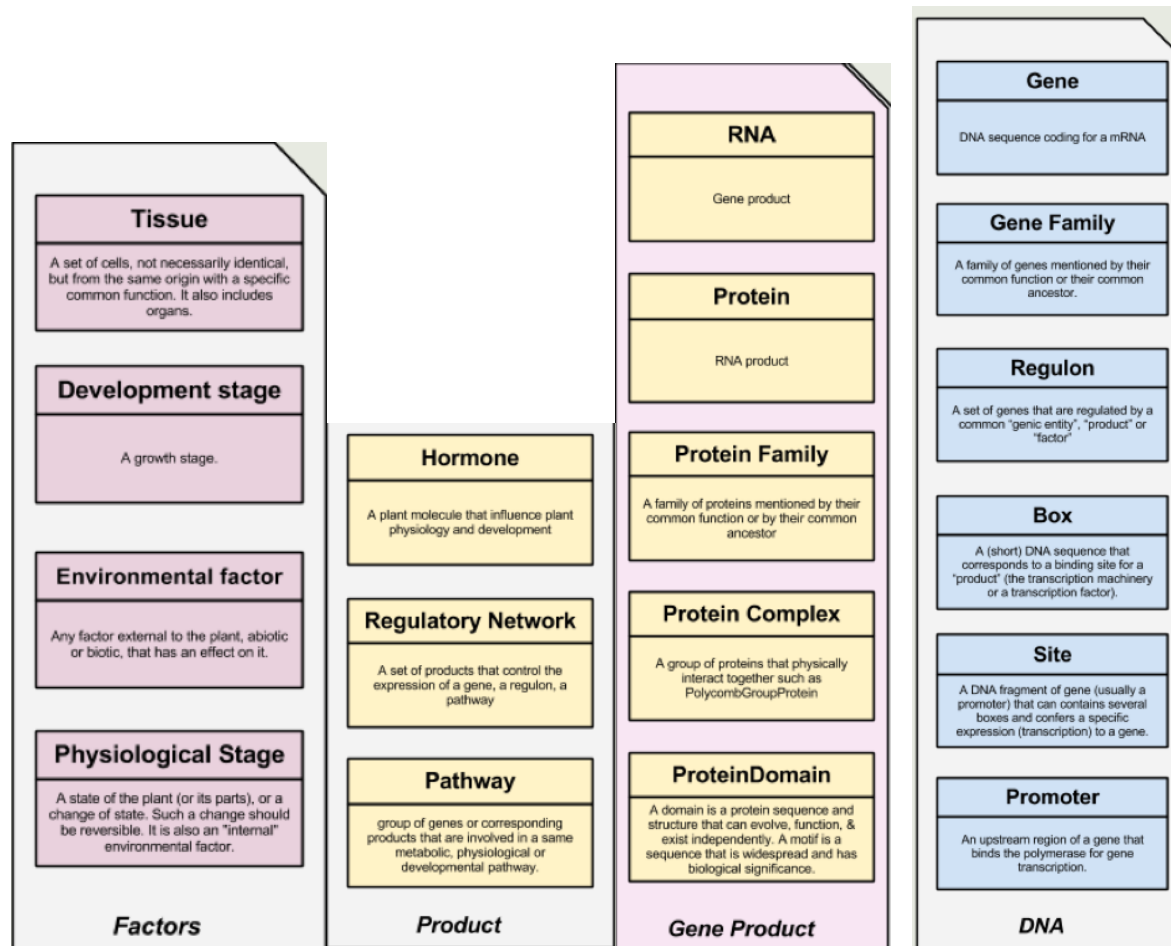 Tissue
A set of cells, not necessarily identical,
but from the same origin with a specific
common function. It also includes
organs.
Development stage
A growth stage.
Environmental factor
Any factor external to the plant, abiotic
or biotic, that has an effect on it.
Physiological Stage
A state of the plant (or its parts), or a
change of state. Such a change should
be reversible. It is also an "internal"
environmental factor.
Factors
Hormone
A plant molecule that influence plant
physiology and development
Regulatory Network
A set of products that control the
expression of a gene, a regulon, a
pathway
Pathway
group of genes or corresponding
products that are involved in a same
metabolic, physiological or
developmental pathway.
Product
RNA
Gene product
Protein
RNA product
Protein Family
A family of proteins mentioned by their
common function or by their common
ancestor
Protein Complex
A group of proteins that physically
interact together such as
PolycombGroupProtein
ProteinDomain
A domain is a protein sequence and
structure that can evolve, function, &
exist independently. A motif is a
sequence that is widespread and has
biological significance.
Gene Product
Gene
DNA sequence coding for a mRNA
Gene Family
A family of genes mentioned by their
common function or their common
ancestor.
Regulon
A set of genes that are regulated by a
common “genic entity”, “product” or
“factor”
Box
A (short) DNA sequence that
corresponds to a binding site for a
“product” (the transcription machinery
or a transcription factor).
Site
A DNA fragment of gene (usually a
promoter) that can contains several
boxes and confers a specific
expression (transcription) to a gene.
Promoter
An upstream region of a gene that
binds the polymerase for gene
transcription.
DNA